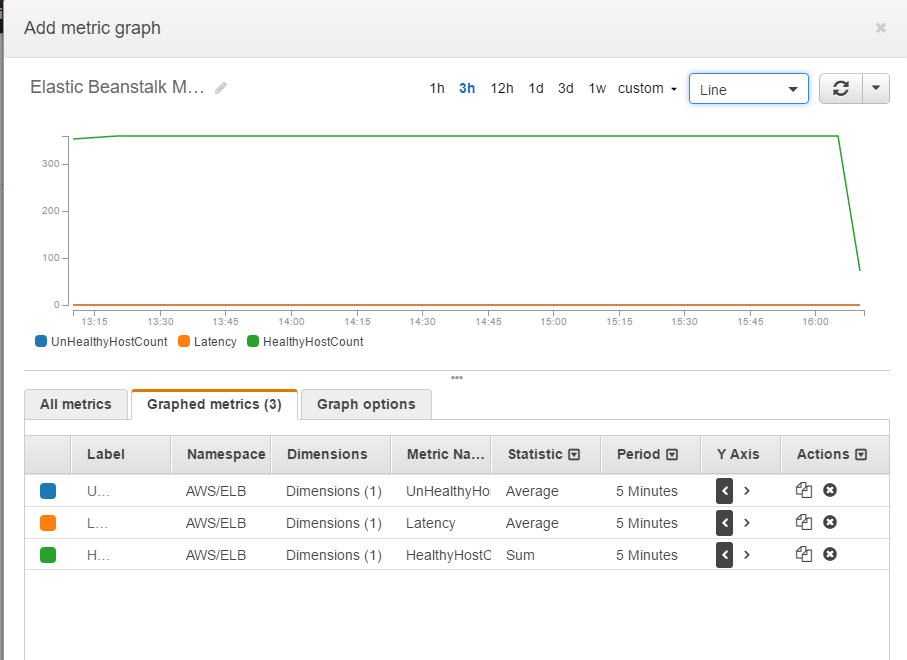 Add metric graph
Elastic Beanstalk M... 1h 3h 12h 1d 3d 1w custom Line
300
200
100
0
13:15 13:30 13:45 14:00 14:15 14:30 14:45 15:00 15:15 15:30 15:45 16:00
UnHealthyHostCount Latency HealthyHostCount
All metrics Graphed metrics (3) Graph options
Label Namespace Dimensions Metric Na... Statistic Period Y Axis Actions
U... AWS/ELB Dimensions (1) UnHealthyHo Average 5 Minutes
L... AWS/ELB Dimensions (1) Latency Average 5 Minutes
H... AWS/ELB Dimensions (1) HealthyHostC Sum 5 Minutes